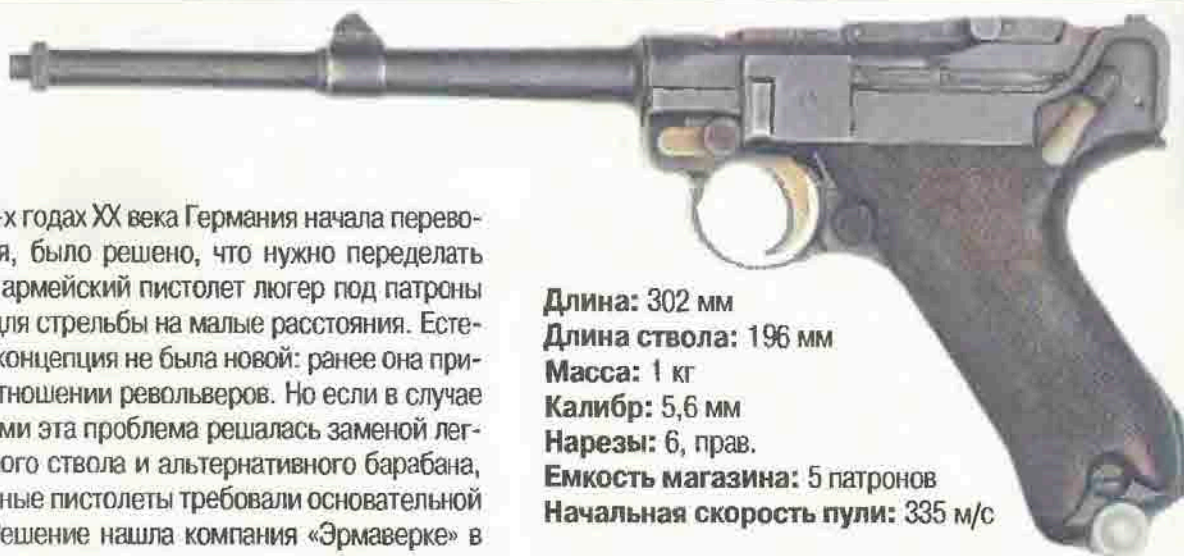 -х годах XX века Германия начала перево-
я, было решено, что нужно переделать
армейский пистолет люгер под патроны
для стрельбы на малые расстояния. Есте-
концепция не была новой: ранее она при-
тношении револьверов. Но если в случае
ми эта проблема решалась заменой лег-
ного ствола и альтернативного барабана,
ные пистолеты требовали основательной
ешение нашла компания «Эрмаверке» в
Длина: 302 мм
Длина ствола: 196 мм
Масса: 1 кг
Калибр: 5,6 мм
Нарезы: 6, прав.
Емкость магазина: 5 патронов
Начальная скорость пули: 335 м/с